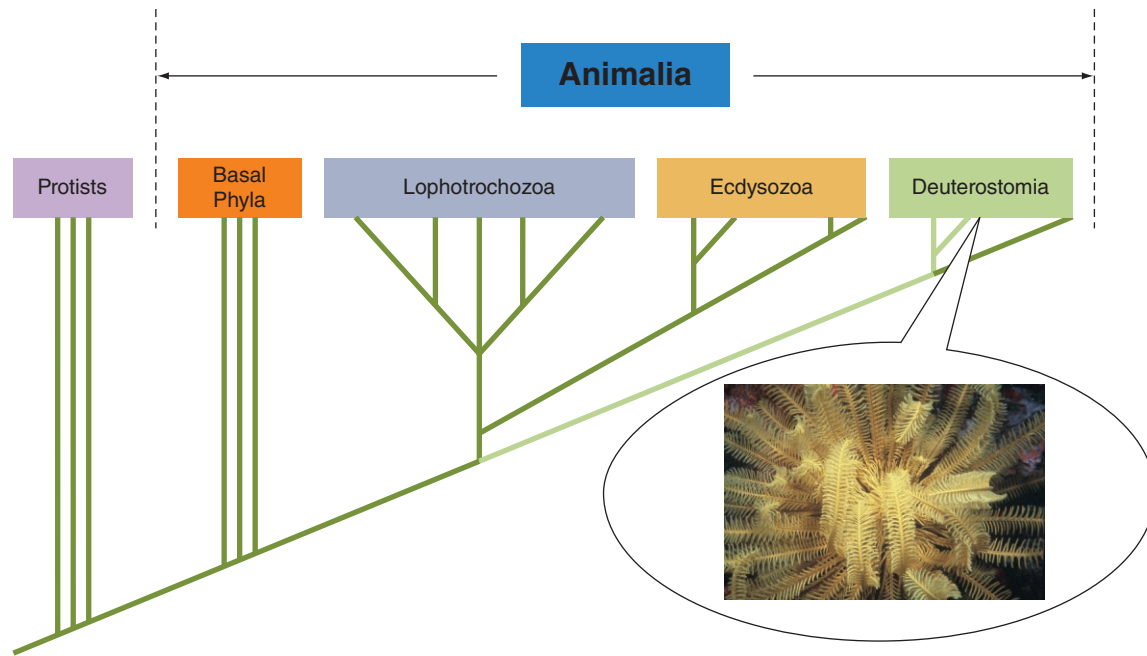 Animalia
Protists
Basal
Phyla
Lophotrochozoa
Ecdysozoa
Deuterostomia